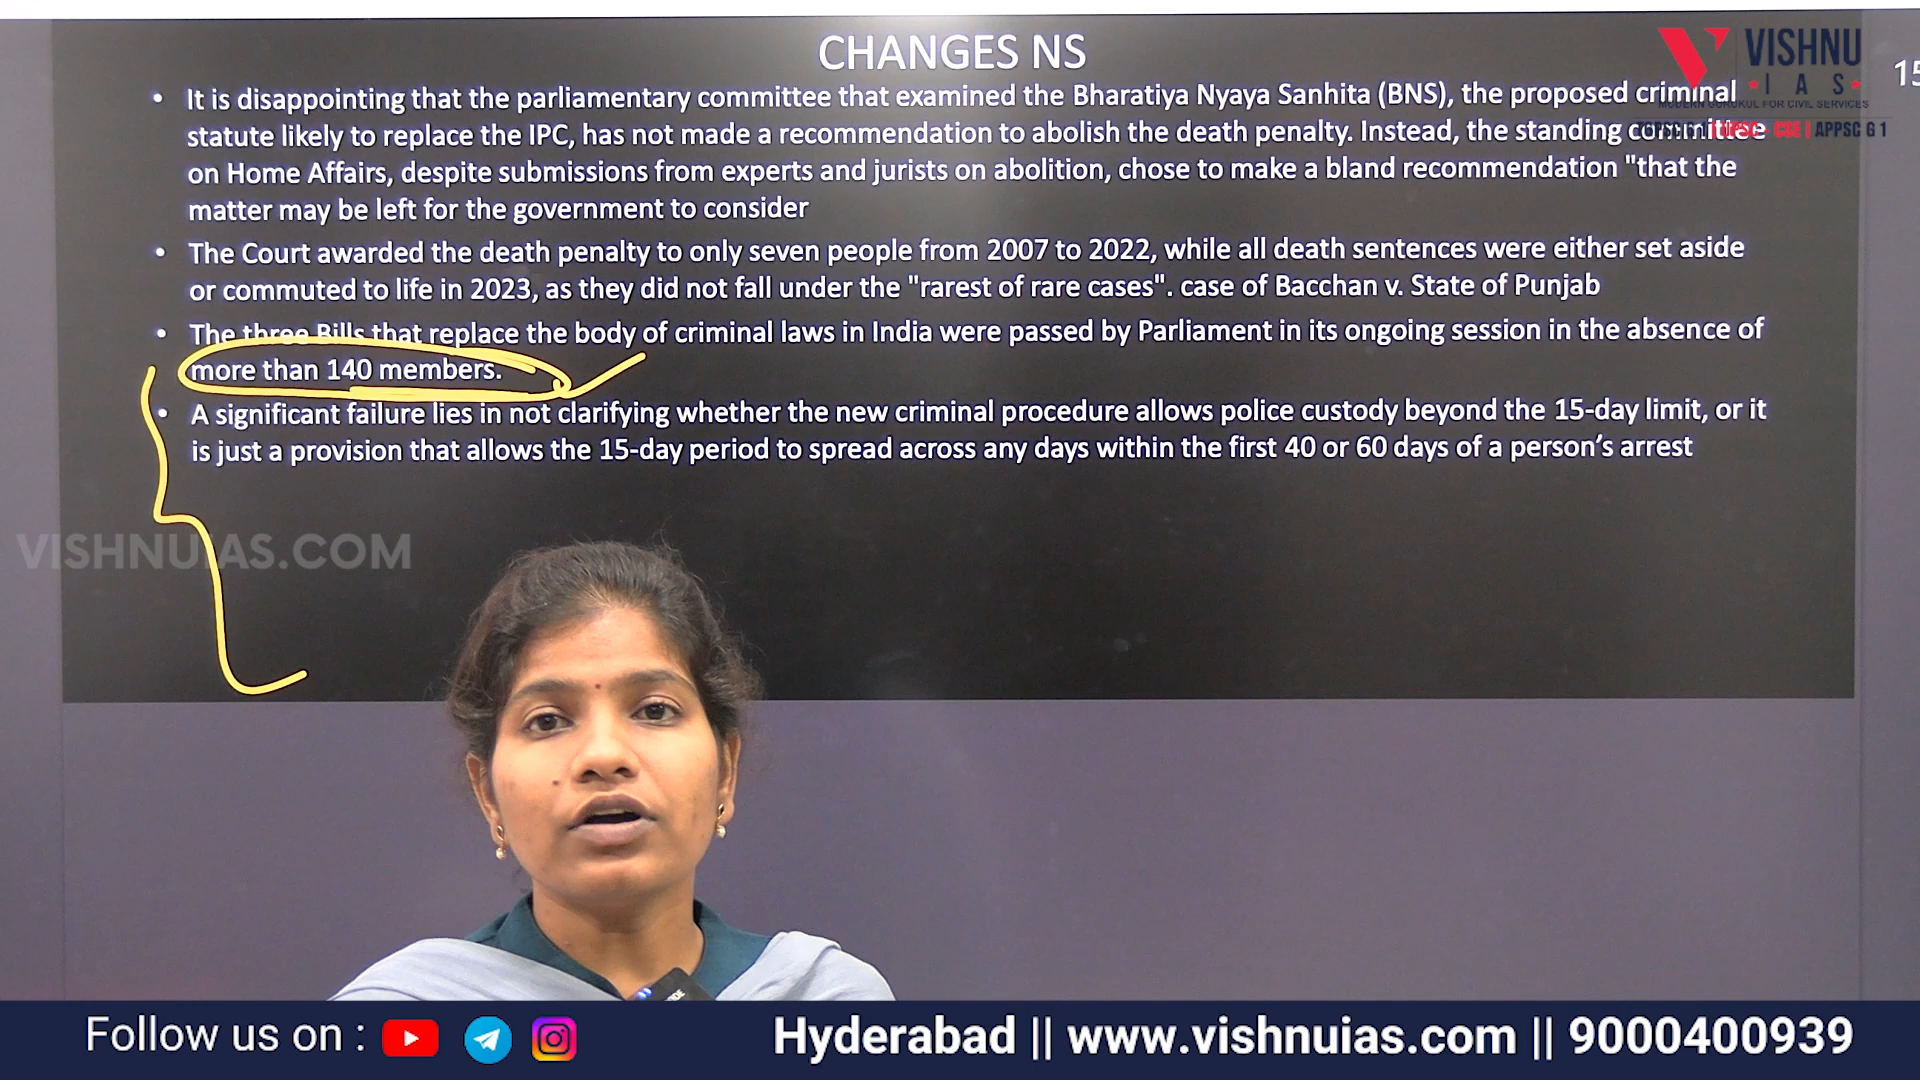 CHANGES NS
VISHNU
15
I A S
• It is disappointing that the parliamentary committee that examined the Bharatiya Nyaya Sanhita (BNS), the proposed criminal
MODERN GURUKUL FOR CIVIL SERVICES
statute likely to replace the IPC, has not made a recommendation to abolish the death penalty. Instead, the standing committee
CSE | APPSC G 1
on Home Affairs, despite submissions from experts and jurists on abolition, chose to make a bland recommendation "that the
matter may be left for the government to consider
• The Court awarded the death penalty to only seven people from 2007 to 2022, while all death sentences were either set aside
or commuted to life in 2023, as they did not fall under the "rarest of rare cases". case of Bacchan v. State of Punjab
• The three Bills that replace the body of criminal laws in India were passed by Parliament in its ongoing session in the absence of
more than 140 members.
• A significant failure lies in not clarifying whether the new criminal procedure allows police custody beyond the 15-day limit, or it
is just a provision that allows the 15-day period to spread across any days within the first 40 or 60 days of a person’s arrest
VISHNUIAS.COM
Follow us on :
Hyderabad || www.vishnuias.com || 9000400939